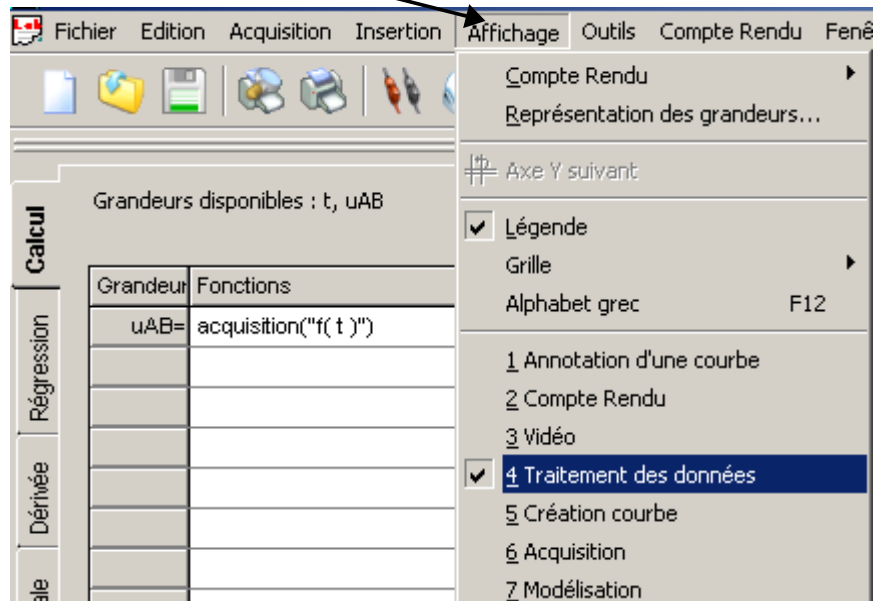 Fichier Edition Acquisition Insertion Affichage Outils Compte Rendu Fenê
Compte Rendu
Représentation des grandeurs...
Axe Y suivant
Légende
Grille
Alphabet grec F12
1 Annotation d'une courbe
2 Compte Rendu
3 Vidéo
4 Traitement des données
5 Création courbe
6 Acquisition
7 Modélisation
Calcul
Régression
Dérivée
ale
Grandeurs disponibles : t, uAB
Grandeur Fonctions
uAB= acquisition("f( t )")